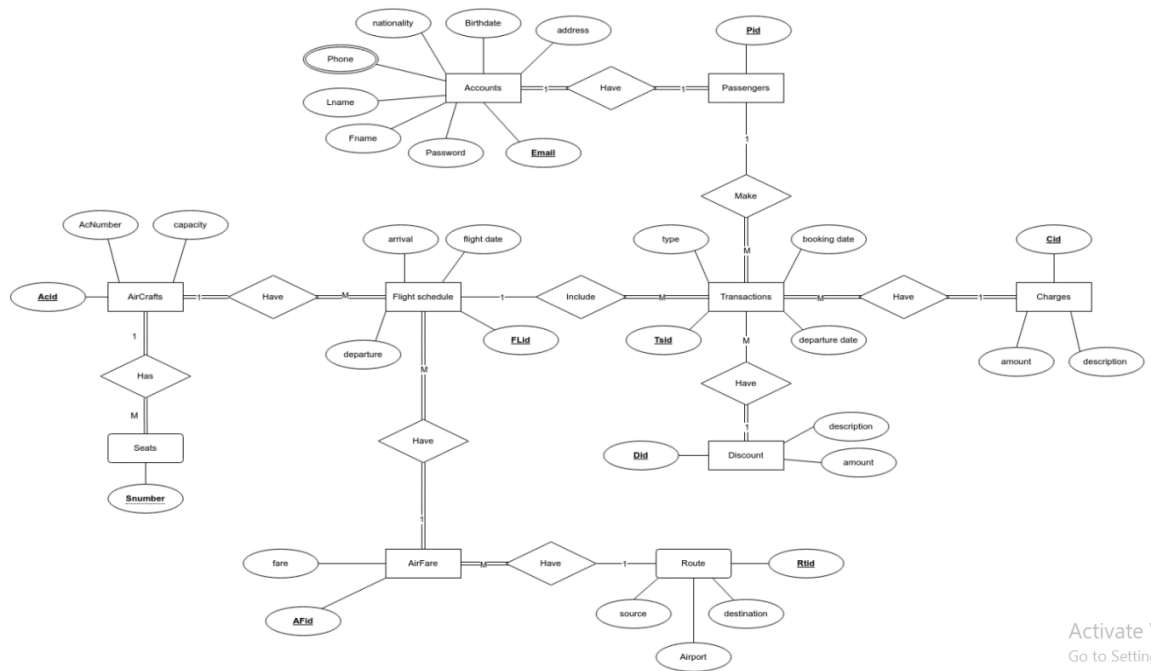 nationality
Birthdate
address
Pid
Phone
Accounts
1
Have
1
Passengers
Lname
Fname
Password
Email
1
Make
AcNumber
capacity
arrival
flight date
type
M
booking date
Cid
Acid
AirCrafts
1
Have
M
Flight schedule
1
Include
M
Transactions
M
Have
1
Charges
departure
FLid
Tsid
M
departure date
amount
description
1
Has
M
Seats
Snumber
M
Have
1
Have
1
Did
Discount
description
amount
fare
AirFare
M
Have
1
Route
Rtid
AFid
source
destination
Airport
Activate
Go to Settin